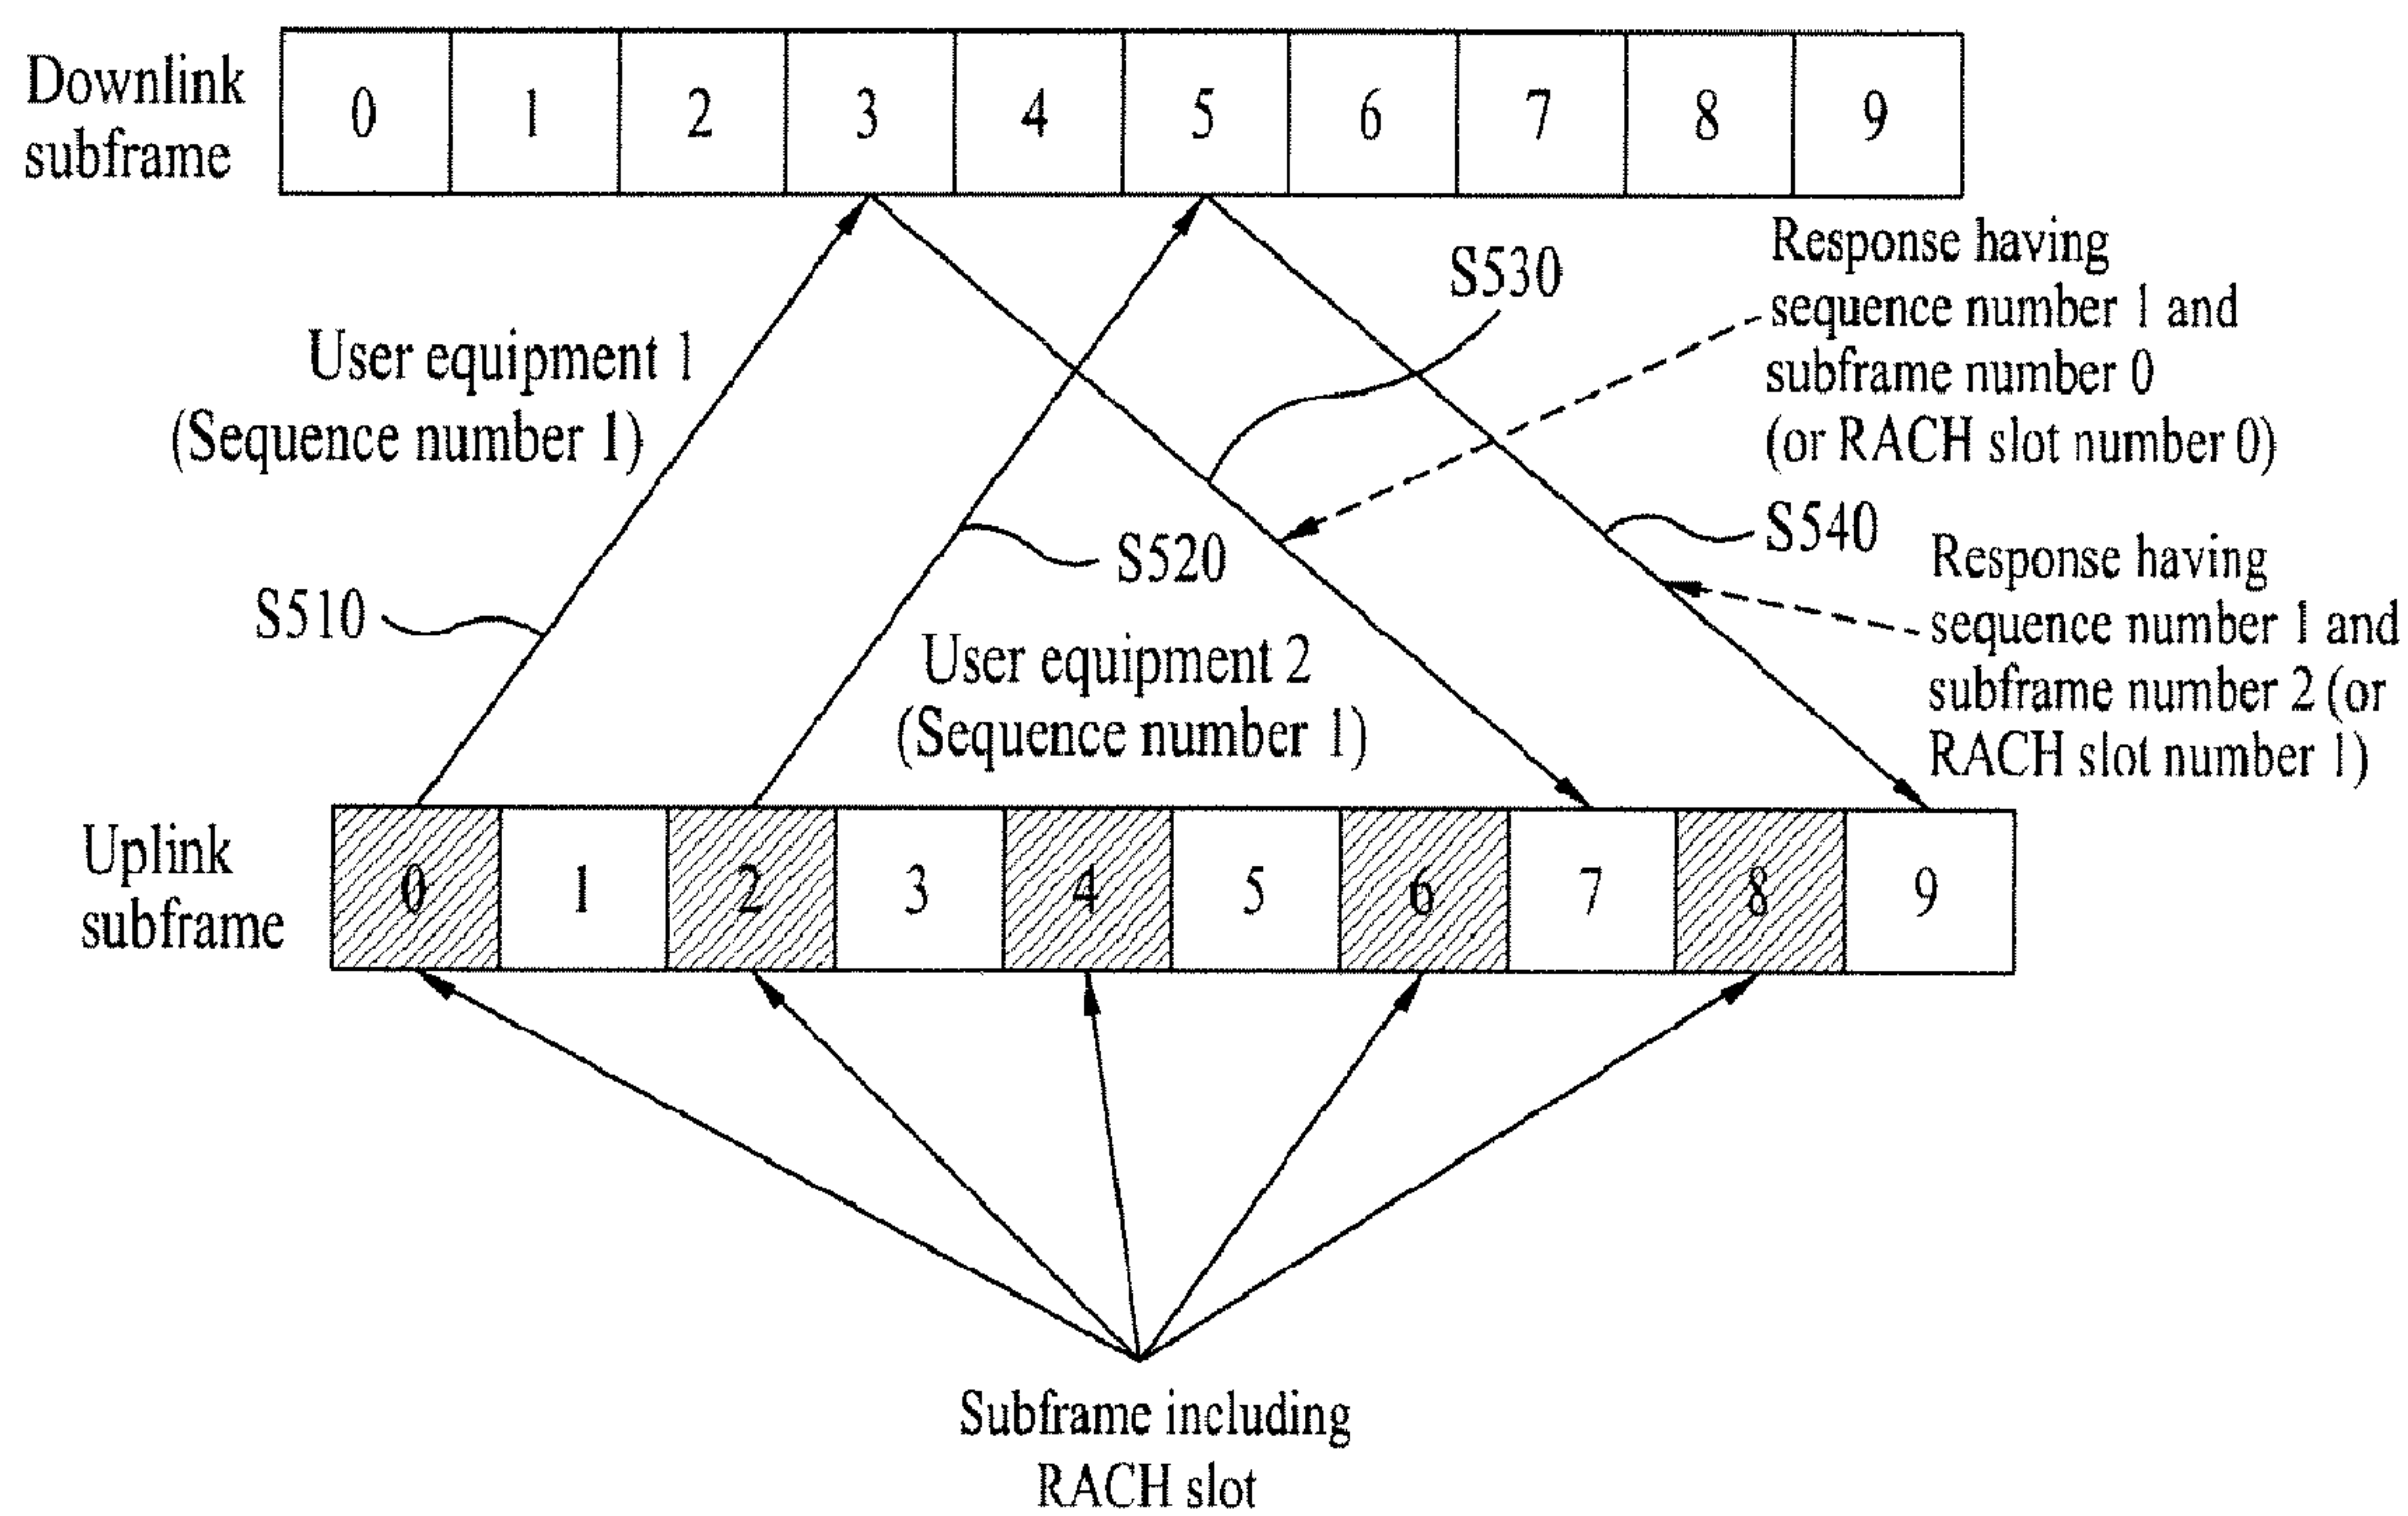 Downlink
subframe
0 1 2 3 4 5 6 7 8 9
Response having
sequence number 1 and
subframe number 0
(or RACH slot number 0)
S530
User equipment 1
(Sequence number 1)
S540
S520
Response having
sequence number 1 and
subframe number 2 (or
RACH slot number 1)
S510
User equipment 2
(Sequence number 1)
Uplink
subframe
0 1 2 3 4 5 6 7 8 9
Subframe including
RACH slot